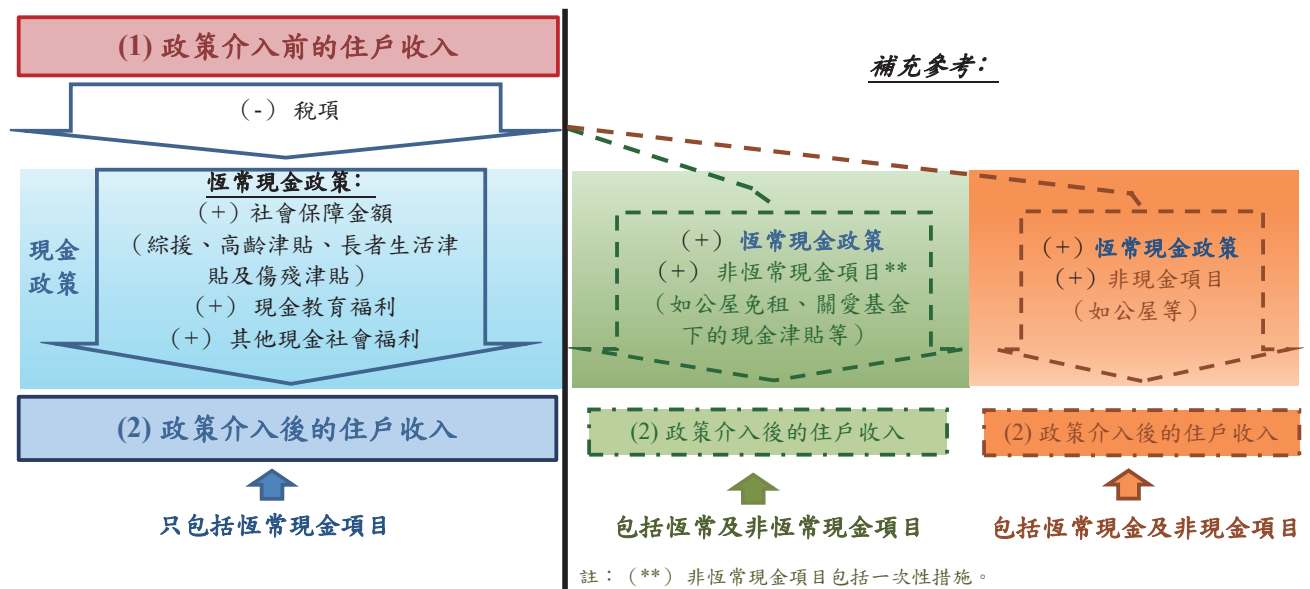 (1) 政策介入前的住戶收入
（-） 稅項
現金
政策
恆常現金政策：
（+）社會保障金額
（綜援、高齡津貼、長者生活津
貼及傷殘津貼）
（+） 現金教育福利
（+） 其他現金社會福利
(2) 政策介入後的住戶收入
只包括恆常現金項目
補充參考：
（+） 恆常現金政策
（+） 非恆常現金項目**
（如公屋免租、關愛基金
下的現金津貼等）
(2) 政策介入後的住戶收入
包括恆常及非恆常現金項目
（+）恆常現金政策
（+） 非現金項目
（如公屋等）
(2) 政策介入後的住戶收入
包括恆常現金及非現金項目
註：（**） 非恆常現金項目包括一次性措施。